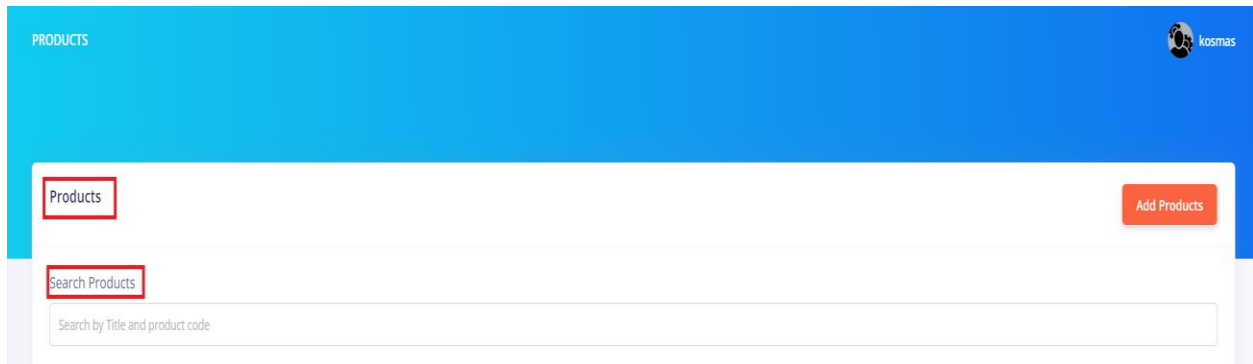 PRODUCTS
kosmas
Products
Add Products
Search Products
Search by Title and product code